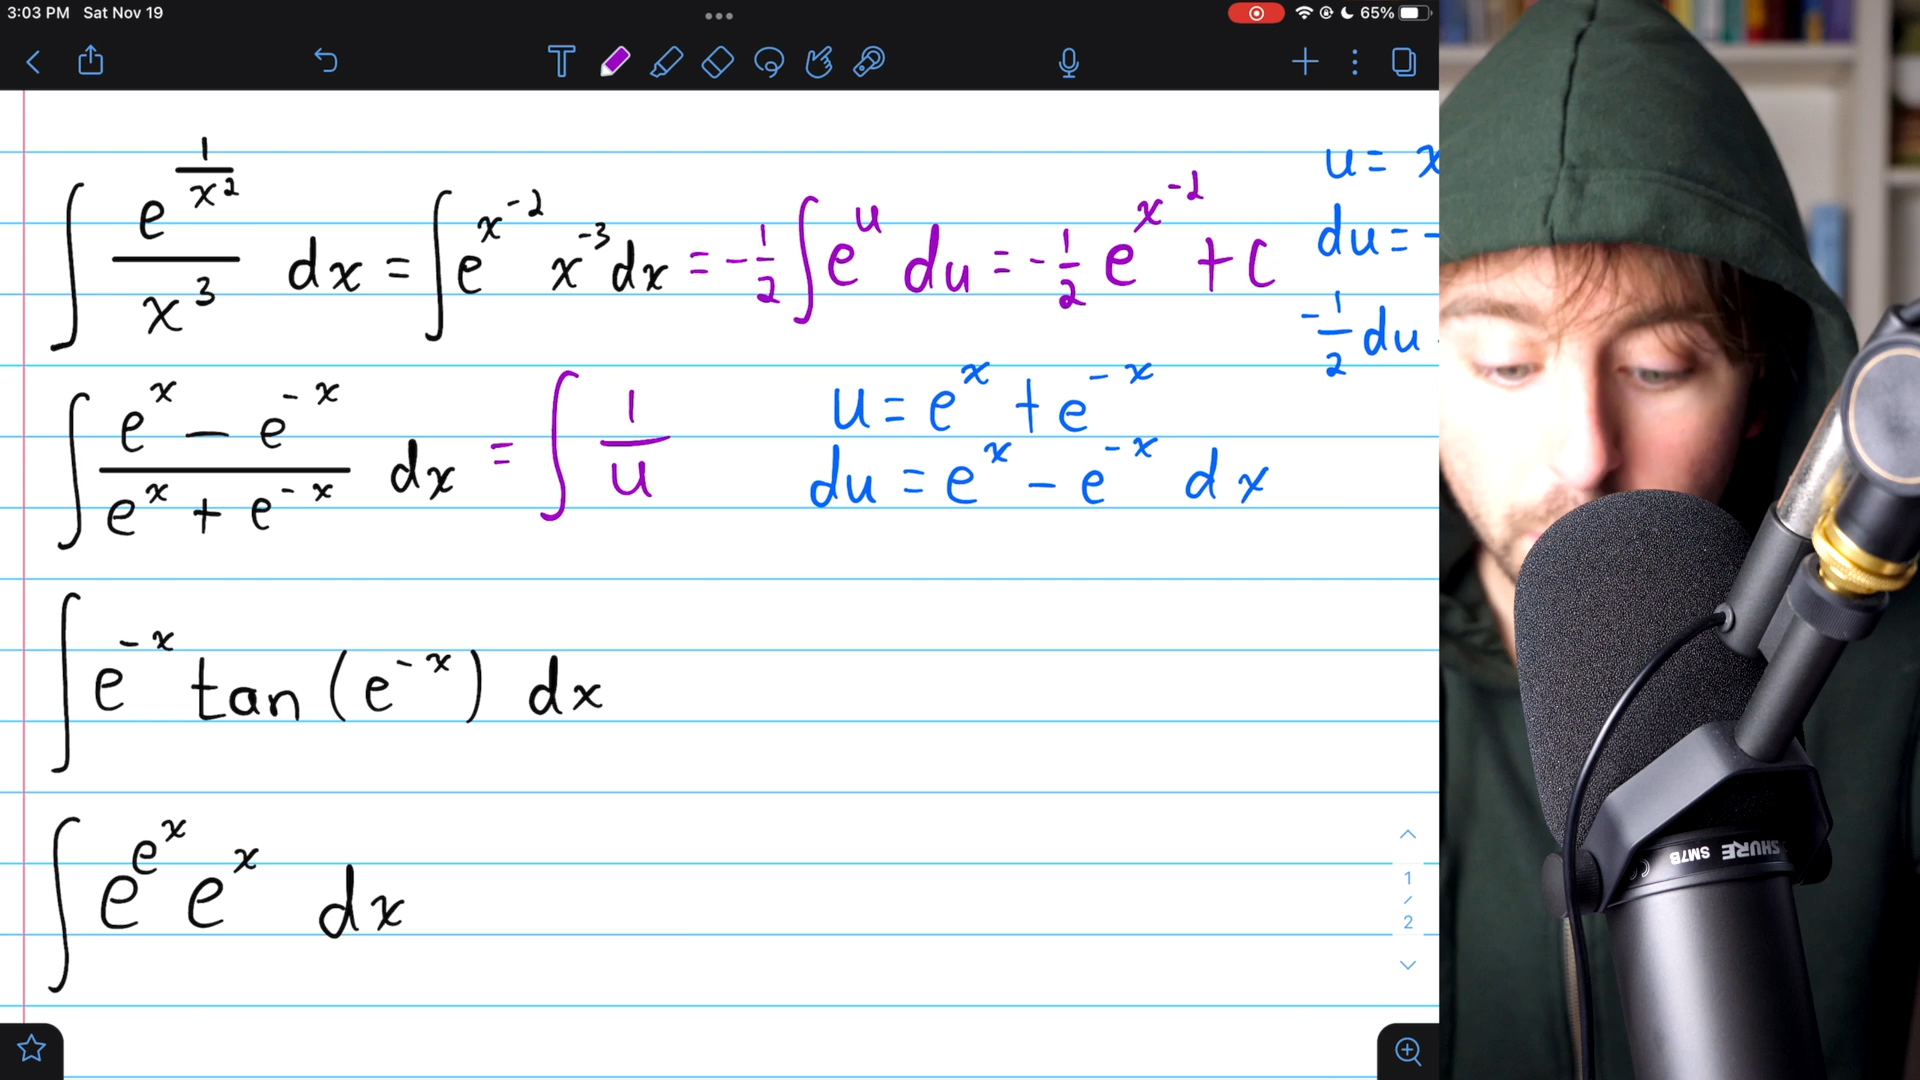 3:03 PM Sat Nov 19
65%
T
∫ e^(1/x²)/x³ dx = ∫ e^(x⁻²) x⁻³ dx = -1/2 ∫ e^u du = -1/2 e^(x⁻²) + C
u = x
du = -
-1/2 du
∫ (e^x - e^-x)/(e^x + e^-x) dx = ∫ 1/u
u = e^x + e^-x
du = e^x - e^-x dx
∫ e^-x tan(e^-x) dx
∫ e^(e^x) e^x dx
1
/
2
SHURE SM7B